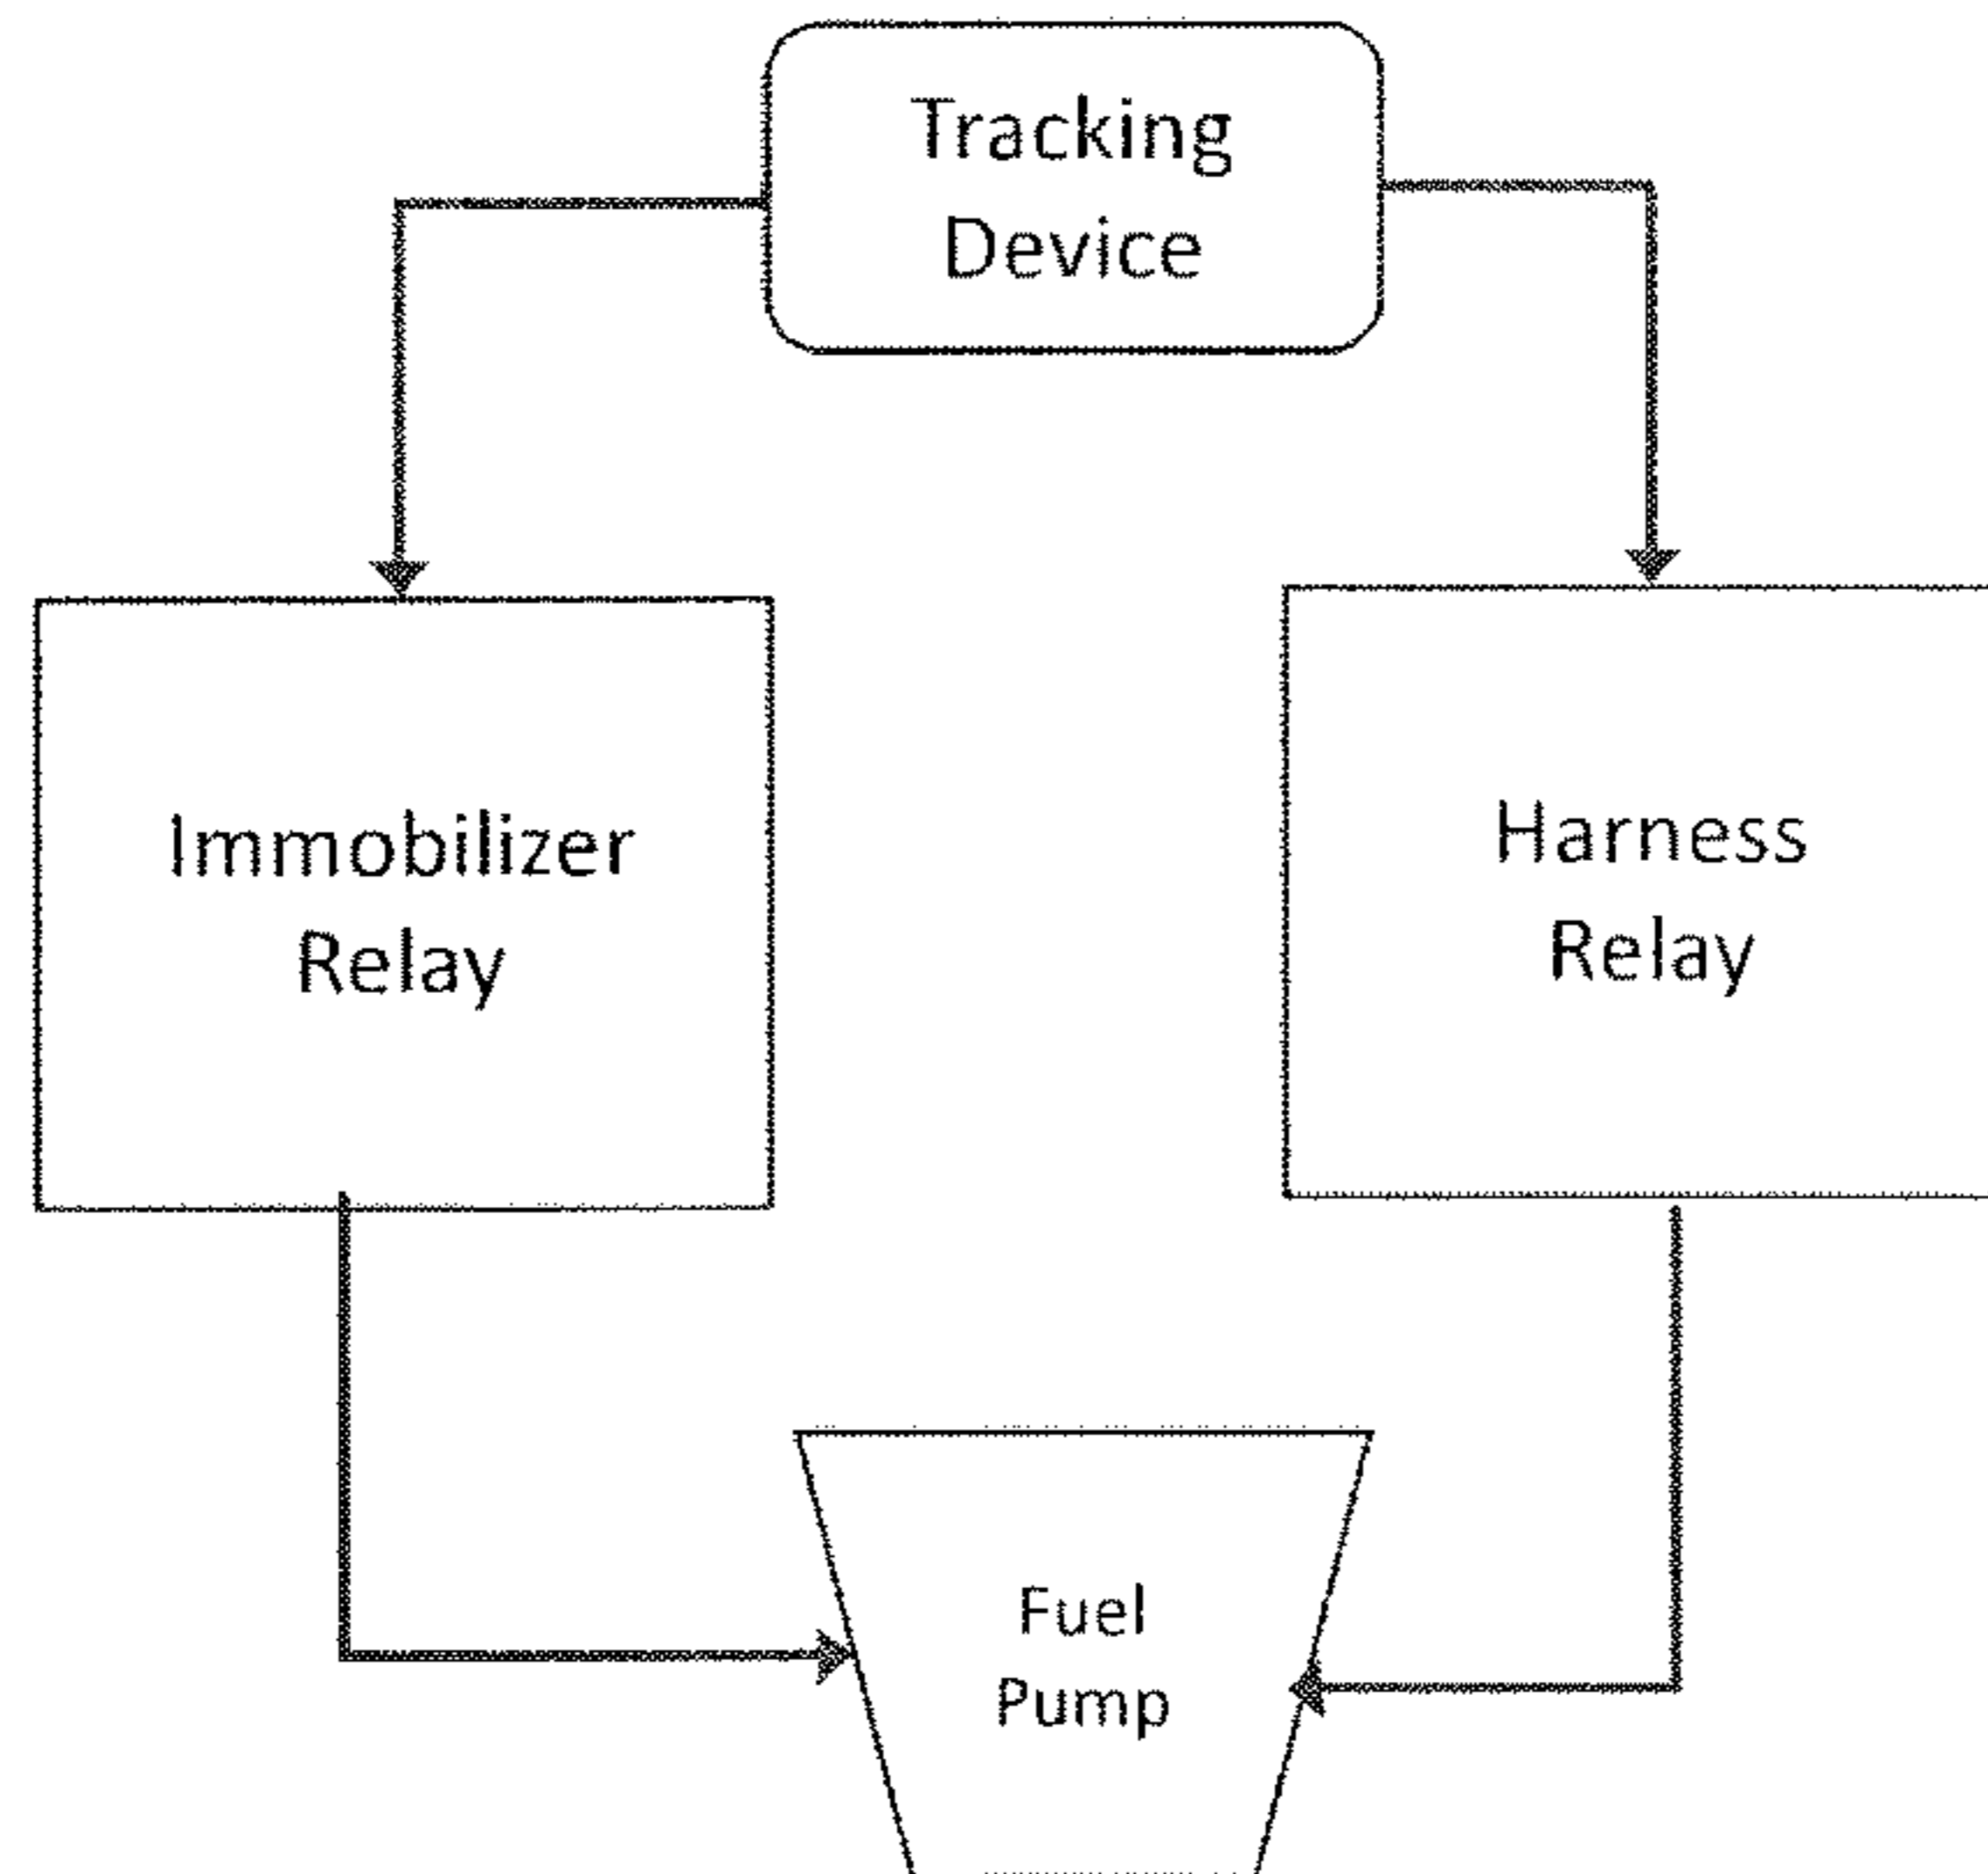 Tracking
Device
Immobilizer
Relay
Harness
Relay
Fuel
Pump